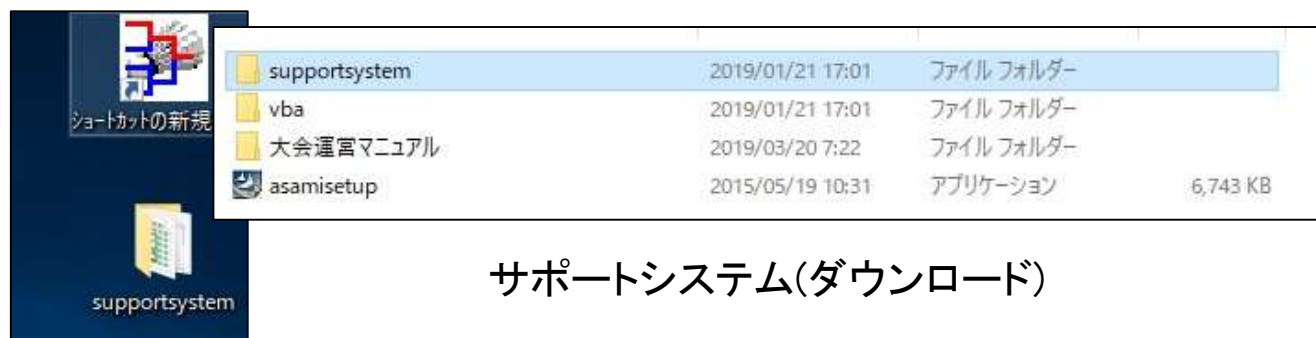 ショートカットの新規
supportsystem
supportsystem 2019/01/21 17:01 ファイル フォルダー
vba 2019/01/21 17:01 ファイル フォルダー
大会運営マニュアル 2019/03/20 7:22 ファイル フォルダー
asamisetup 2015/05/19 10:31 アプリケーション 6,743 KB
サポートシステム(ダウンロード)